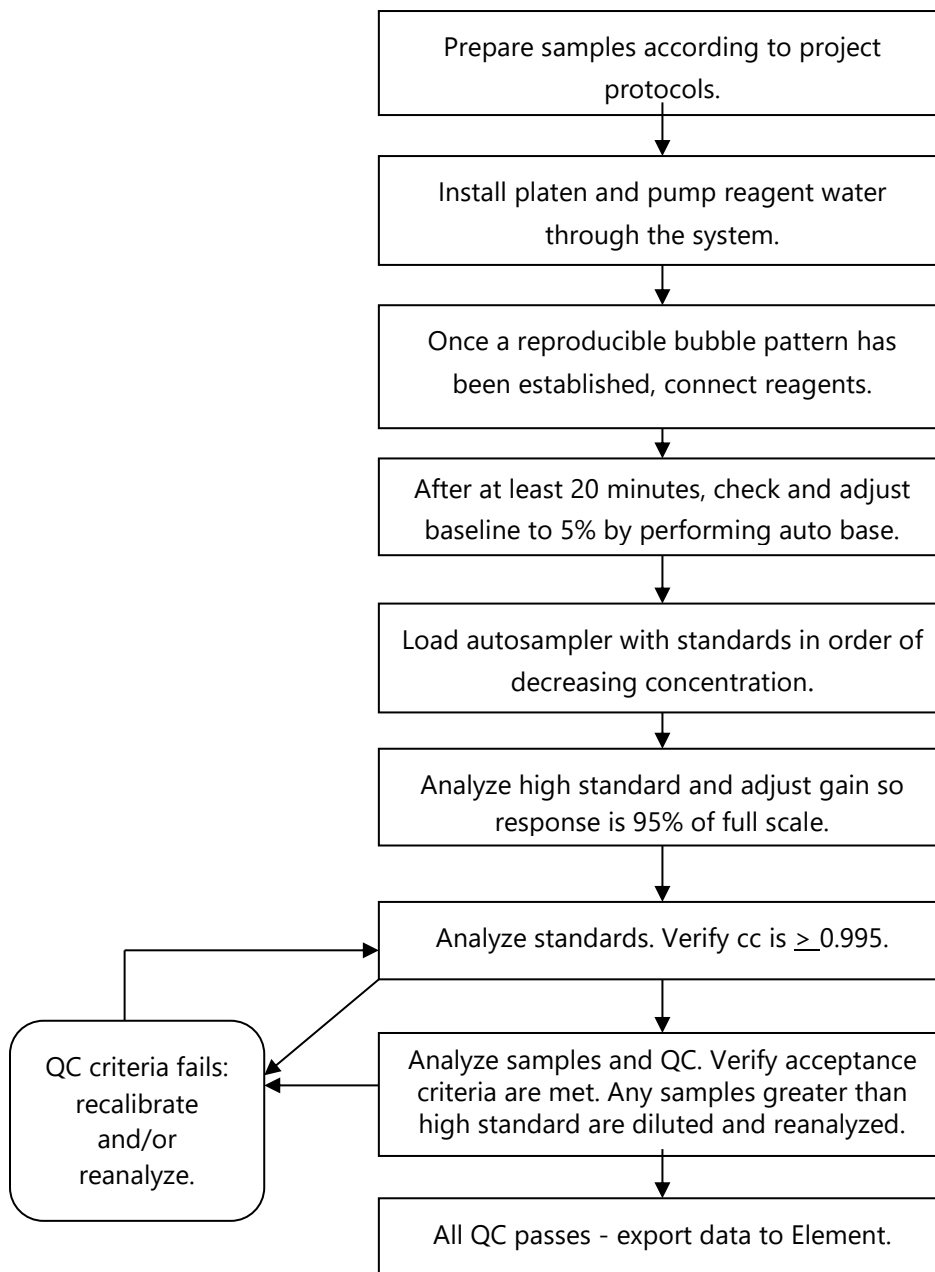 Prepare samples according to project
protocols.
Install platen and pump reagent water
through the system.
Once a reproducible bubble pattern has
been established, connect reagents.
After at least 20 minutes, check and adjust
baseline to 5% by performing auto base.
Load autosampler with standards in order of
decreasing concentration.
Analyze high standard and adjust gain so
response is 95% of full scale.
Analyze standards. Verify cc is > 0.995.
QC criteria fails:
recalibrate
and/or
reanalyze.
Analyze samples and QC. Verify acceptance
criteria are met. Any samples greater than
high standard are diluted and reanalyzed.
All QC passes - export data to Element.